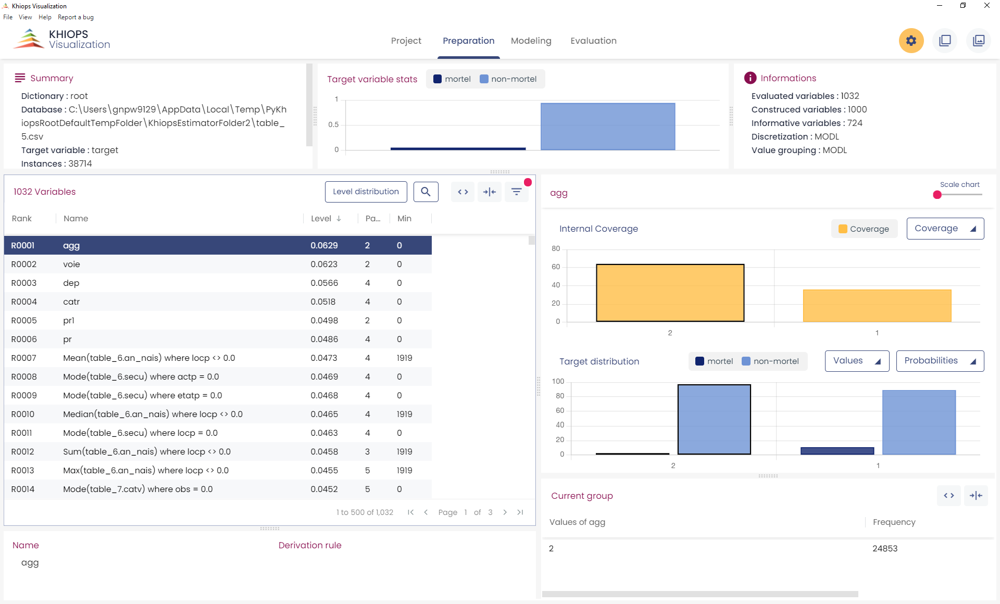 Khiops Visualization
File View Help Report a bug
KHIOPS
Visualization
Project Preparation Modeling Evaluation
Summary
Dictionary : root
Database : C:\Users\gnpw9129\AppData\Local\Temp\PyKh
iopsRootDefaultTempFolder\KhiopsEstimatorFolder2\table_
5.csv
Target variable : target
Instances : 38714
Target variable stats mortel non-mortel
1
0.5
0
Informations
Evaluated variables : 1032
Construced variables : 1000
Informative variables : 724
Discretization : MODL
Value grouping : MODL
1032 Variables Level distribution
Rank Name Level Pa... Min
R0001 agg 0.0629 2 0
R0002 voie 0.0623 2 0
R0003 dep 0.0566 4 0
R0004 catr 0.0518 4 0
R0005 pr1 0.0498 2 0
R0006 pr 0.0486 4 0
R0007 Mean(table_6.an_nais) where locp <> 0.0 0.0473 4 1919
R0008 Mode(table_6.secu) where actp = 0.0 0.0469 4 0
R0009 Mode(table_6.secu) where etatp = 0.0 0.0468 4 0
R0010 Median(table_6.an_nais) where locp <> 0.0 0.0465 4 1919
R0011 Mode(table_6.secu) where locp = 0.0 0.0463 4 0
R0012 Sum(table_6.an_nais) where locp <> 0.0 0.0458 3 1919
R0013 Max(table_6.an_nais) where locp <> 0.0 0.0455 5 1919
R0014 Mode(table_7.catv) where obs = 0.0 0.0452 5 0
1 to 500 of 1,032 Page 1 of 3
Name Derivation rule
agg
agg Scale chart
Internal Coverage Coverage Coverage
80
60
40
20
0
2 1
Target distribution mortel non-mortel Values Probabilities
100
80
60
40
20
0
2 1
Current group
Values of agg Frequency
2 24853